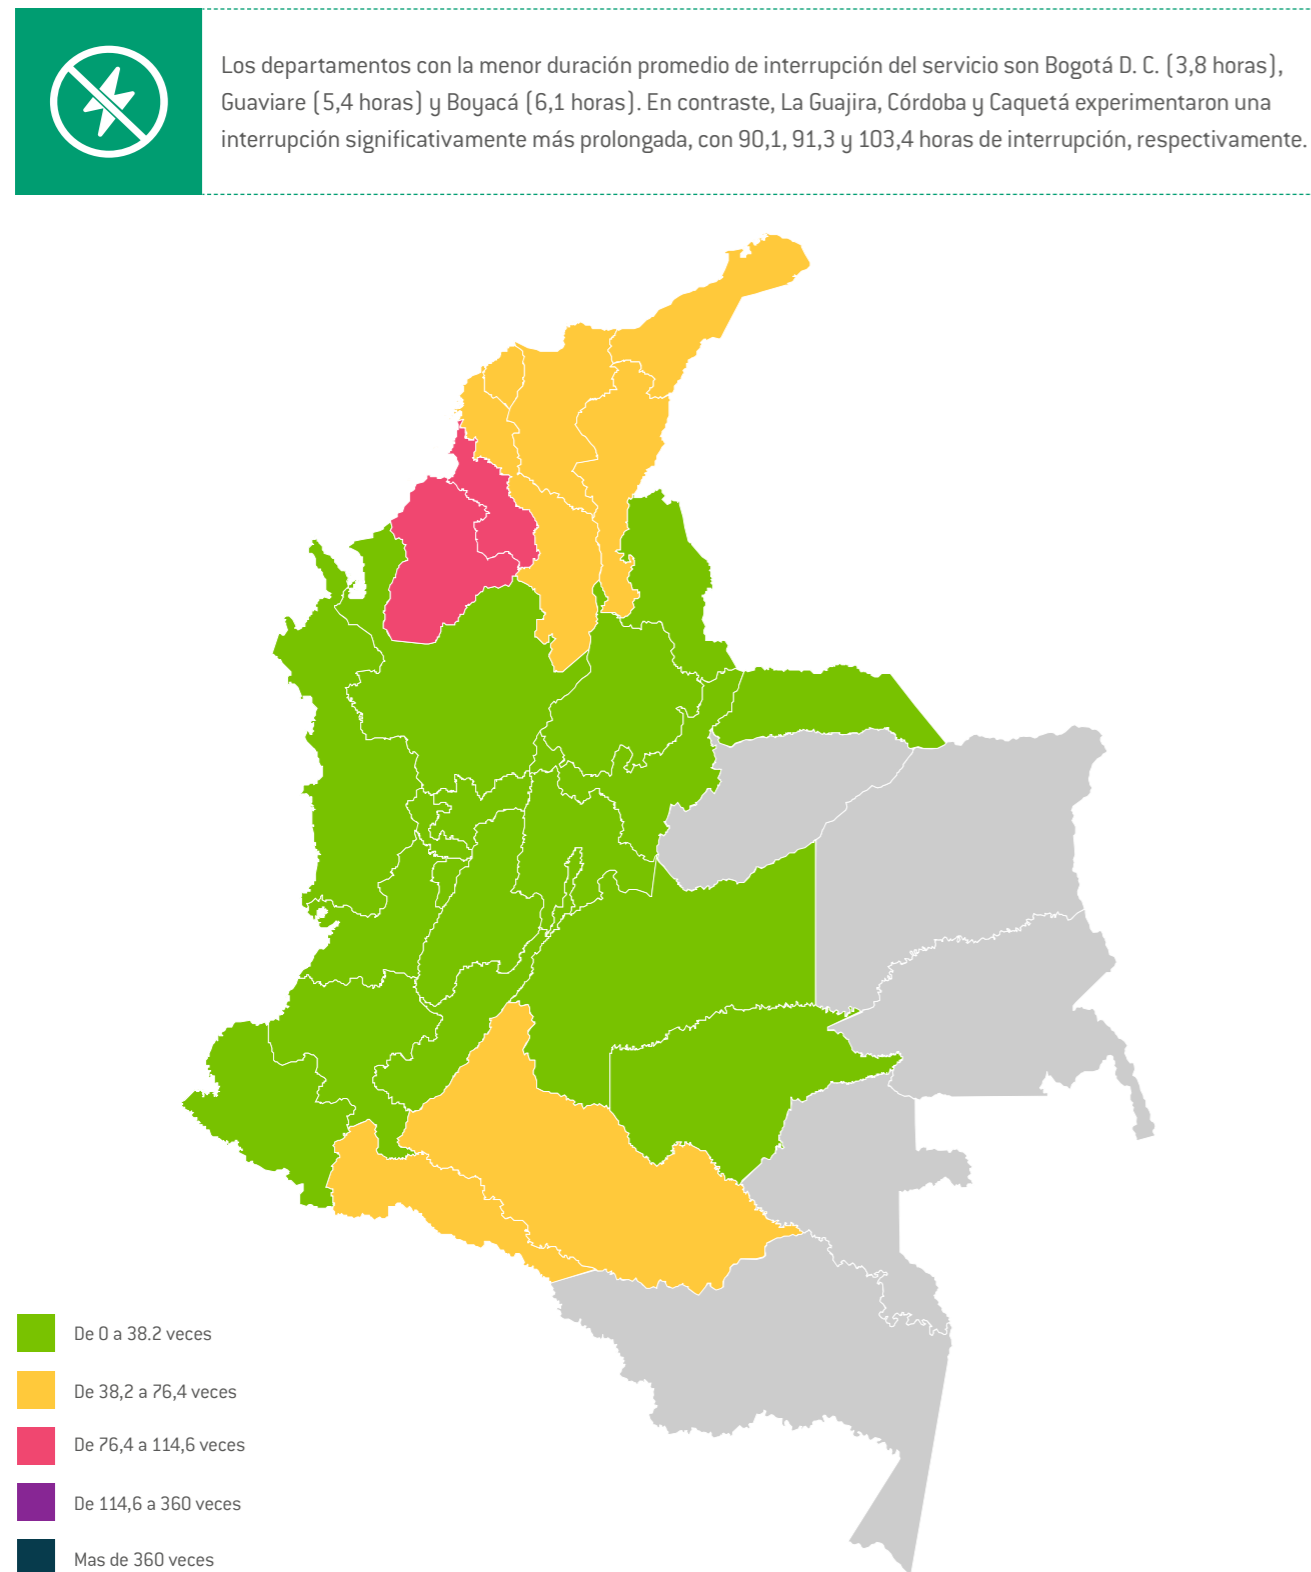 Los departamentos con la menor duración promedio de interrupción del servicio son Bogotá D. C. (3,8 horas),
Guaviare (5,4 horas) y Boyacá (6,1 horas). En contraste, La Guajira, Córdoba y Caquetá experimentaron una
interrupción significativamente más prolongada, con 90,1, 91,3 y 103,4 horas de interrupción, respectivamente.
De 0 a 38.2 veces
De 38,2 a 76,4 veces
De 76,4 a 114,6 veces
De 114,6 a 360 veces
Mas de 360 veces